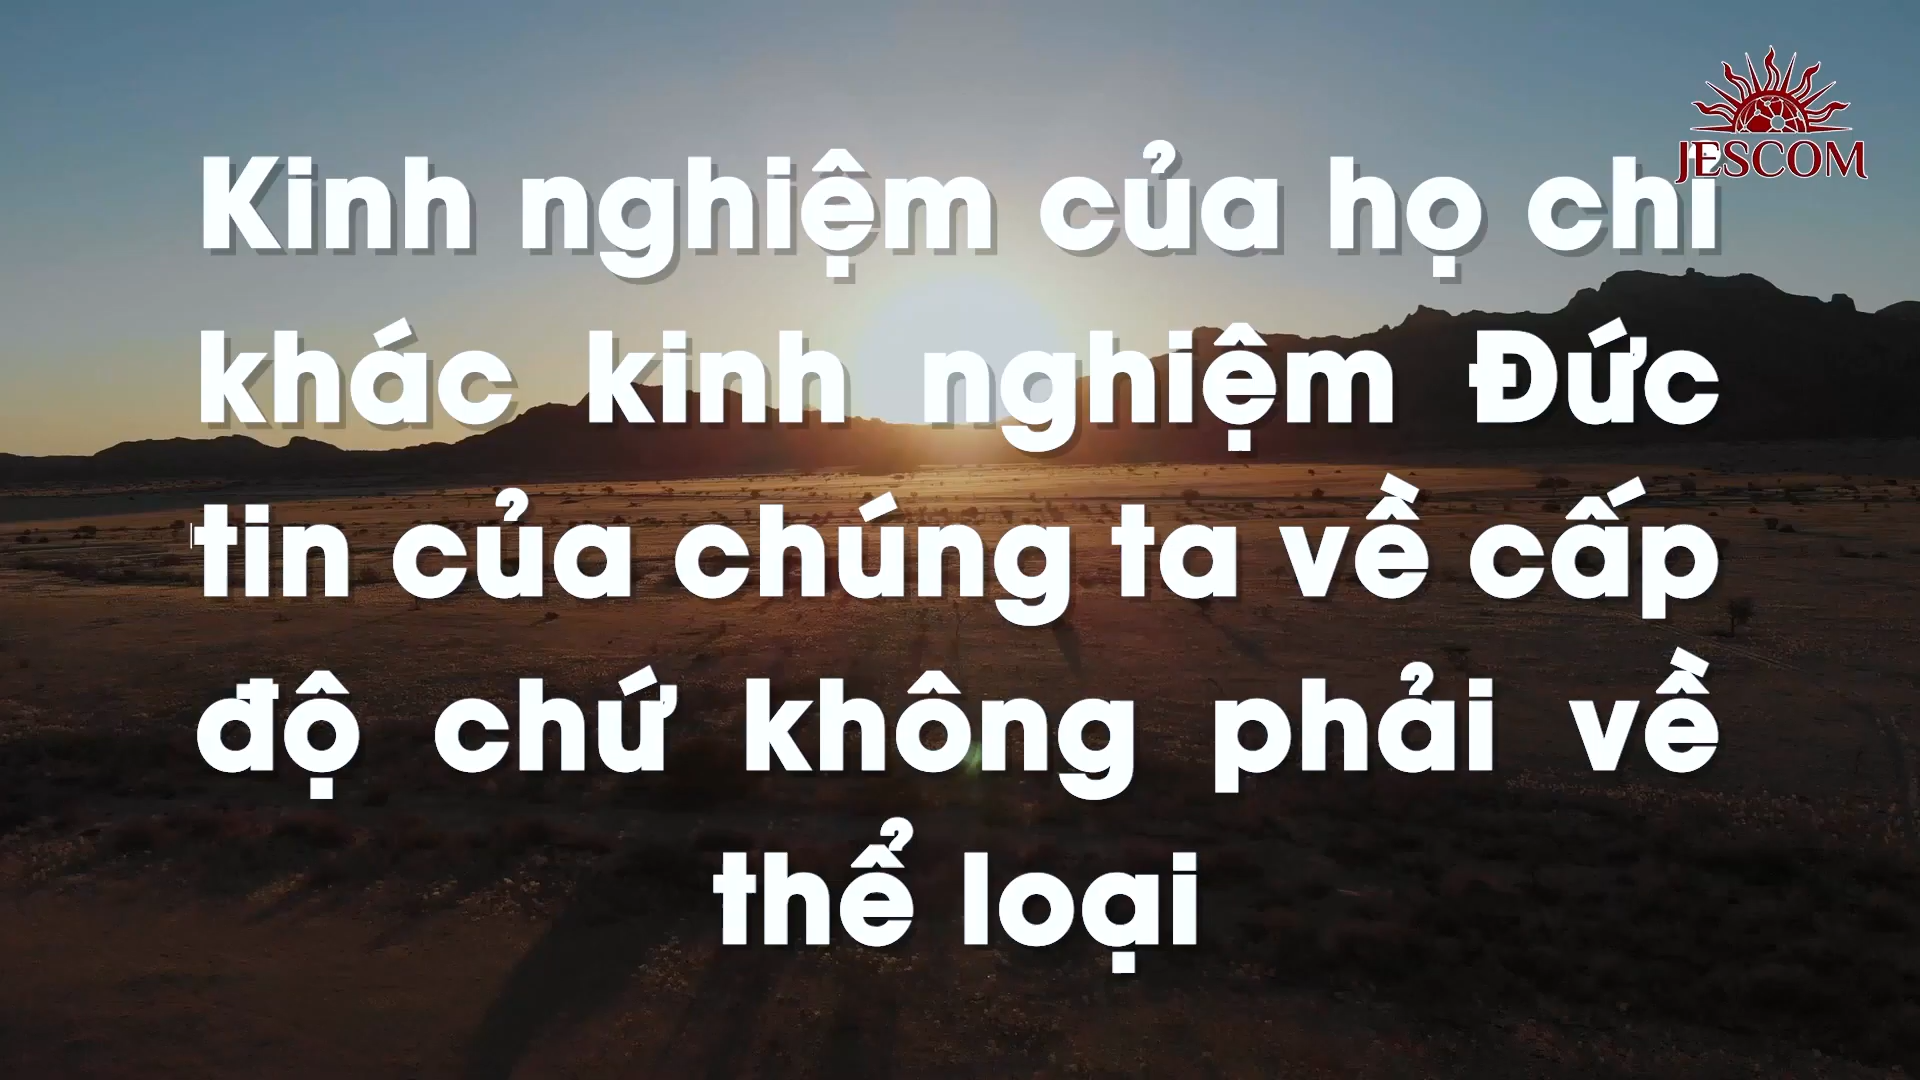 JESCOM
Kinh nghiệm của họ chỉ
khác kinh nghiệm Đức
tin của chúng ta về cấp
độ chứ không phải về
thể loại